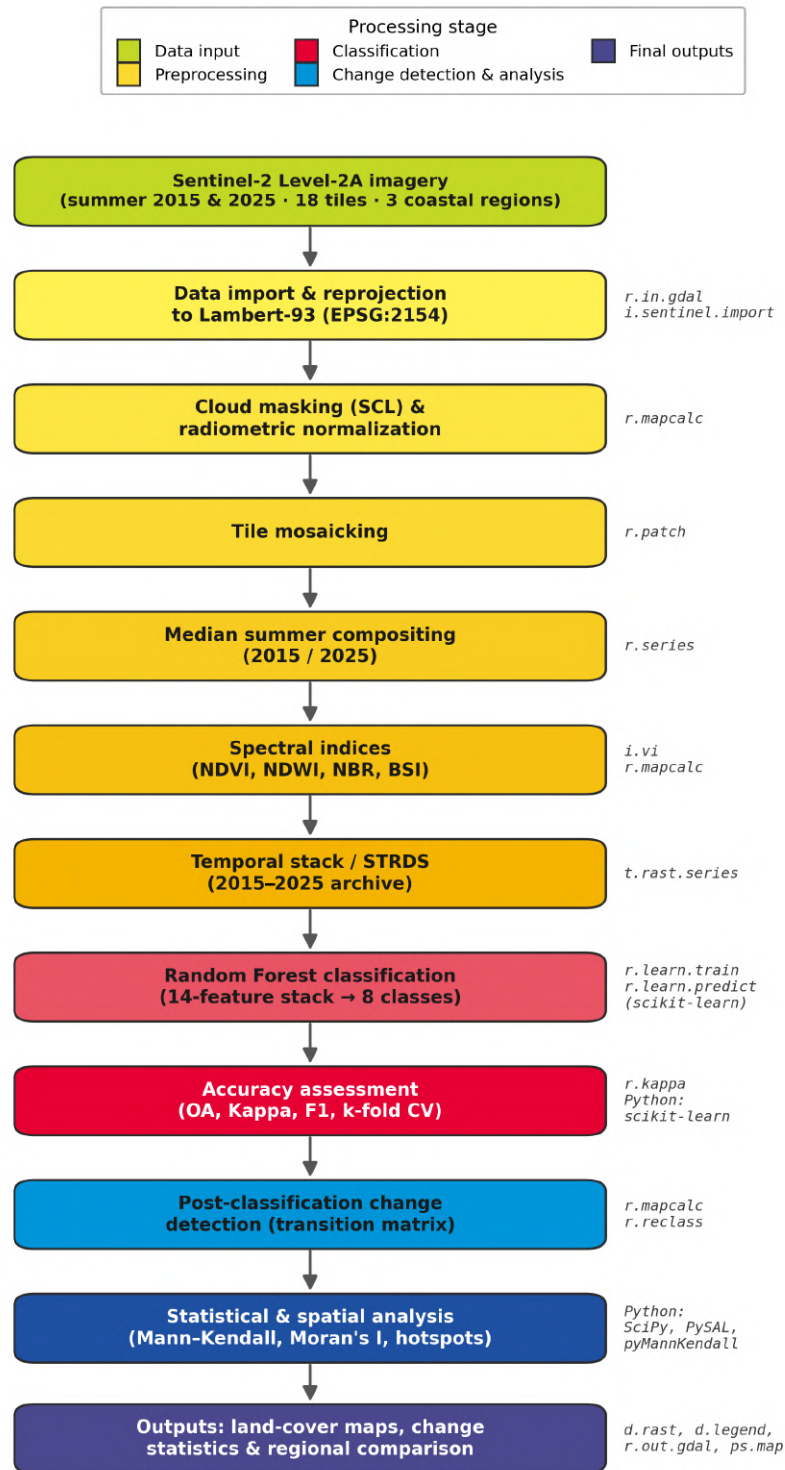 Processing stage
Data input
Preprocessing
Classification
Change detection & analysis
Final outputs
Sentinel-2 Level-2A imagery
(summer 2015 & 2025 · 18 tiles · 3 coastal regions)
Data import & reprojection
to Lambert-93 (EPSG:2154)
r.in.gdal
i.sentinel.import
Cloud masking (SCL) &
radiometric normalization
r.mapcalc
Tile mosaicking
r.patch
Median summer compositing
(2015 / 2025)
r.series
Spectral indices
(NDVI, NDWI, NBR, BSI)
i.vi
r.mapcalc
Temporal stack / STRDS
(2015–2025 archive)
t.rast.series
Random Forest classification
(14-feature stack → 8 classes)
r.learn.train
r.learn.predict
(scikit-learn)
Accuracy assessment
(OA, Kappa, F1, k-fold CV)
r.kappa
Python:
scikit-learn
Post-classification change
detection (transition matrix)
r.mapcalc
r.reclass
Statistical & spatial analysis
(Mann–Kendall, Moran's I, hotspots)
Python:
SciPy, PySAL,
pyMannKendall
Outputs: land-cover maps, change
statistics & regional comparison
d.rast, d.legend,
r.out.gdal, ps.map